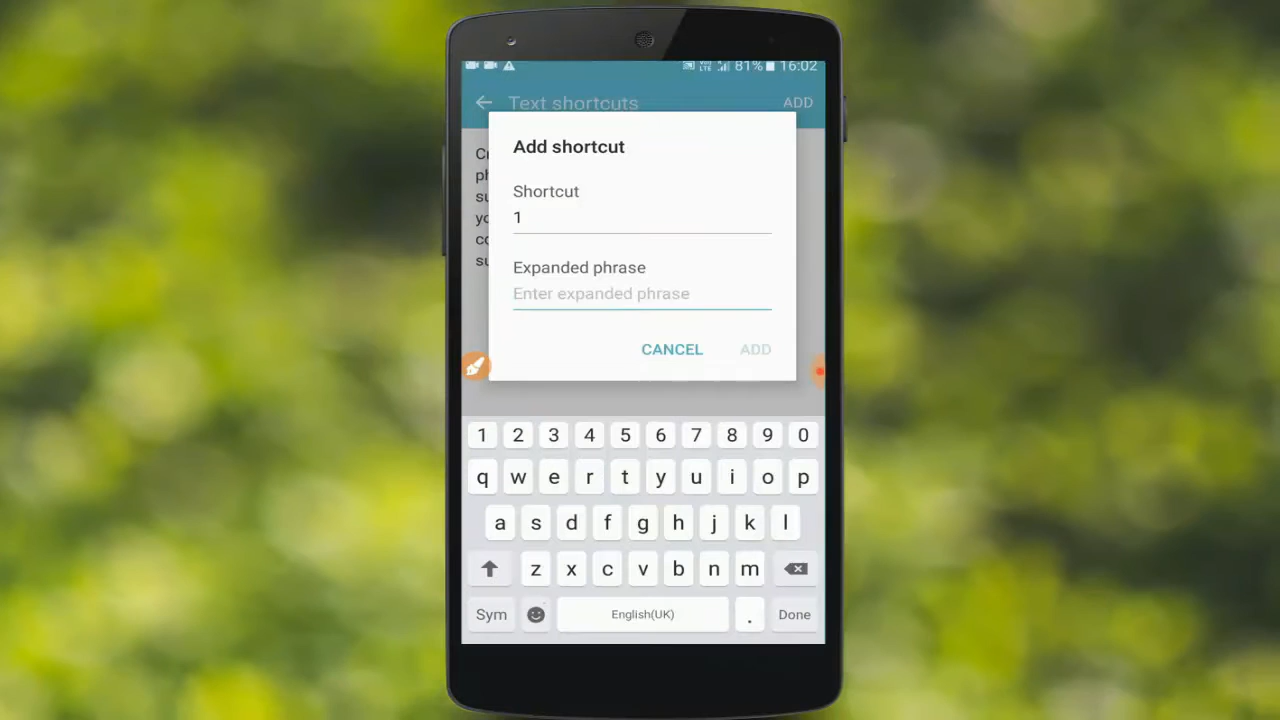 81% 16:02
Text shortcuts ADD
Add shortcut
Shortcut
1
Expanded phrase
Enter expanded phrase
CANCEL ADD
1 2 3 4 5 6 7 8 9 0
q w e r t y u i o p
a s d f g h j k l
z x c v b n m
Sym English(UK) . Done